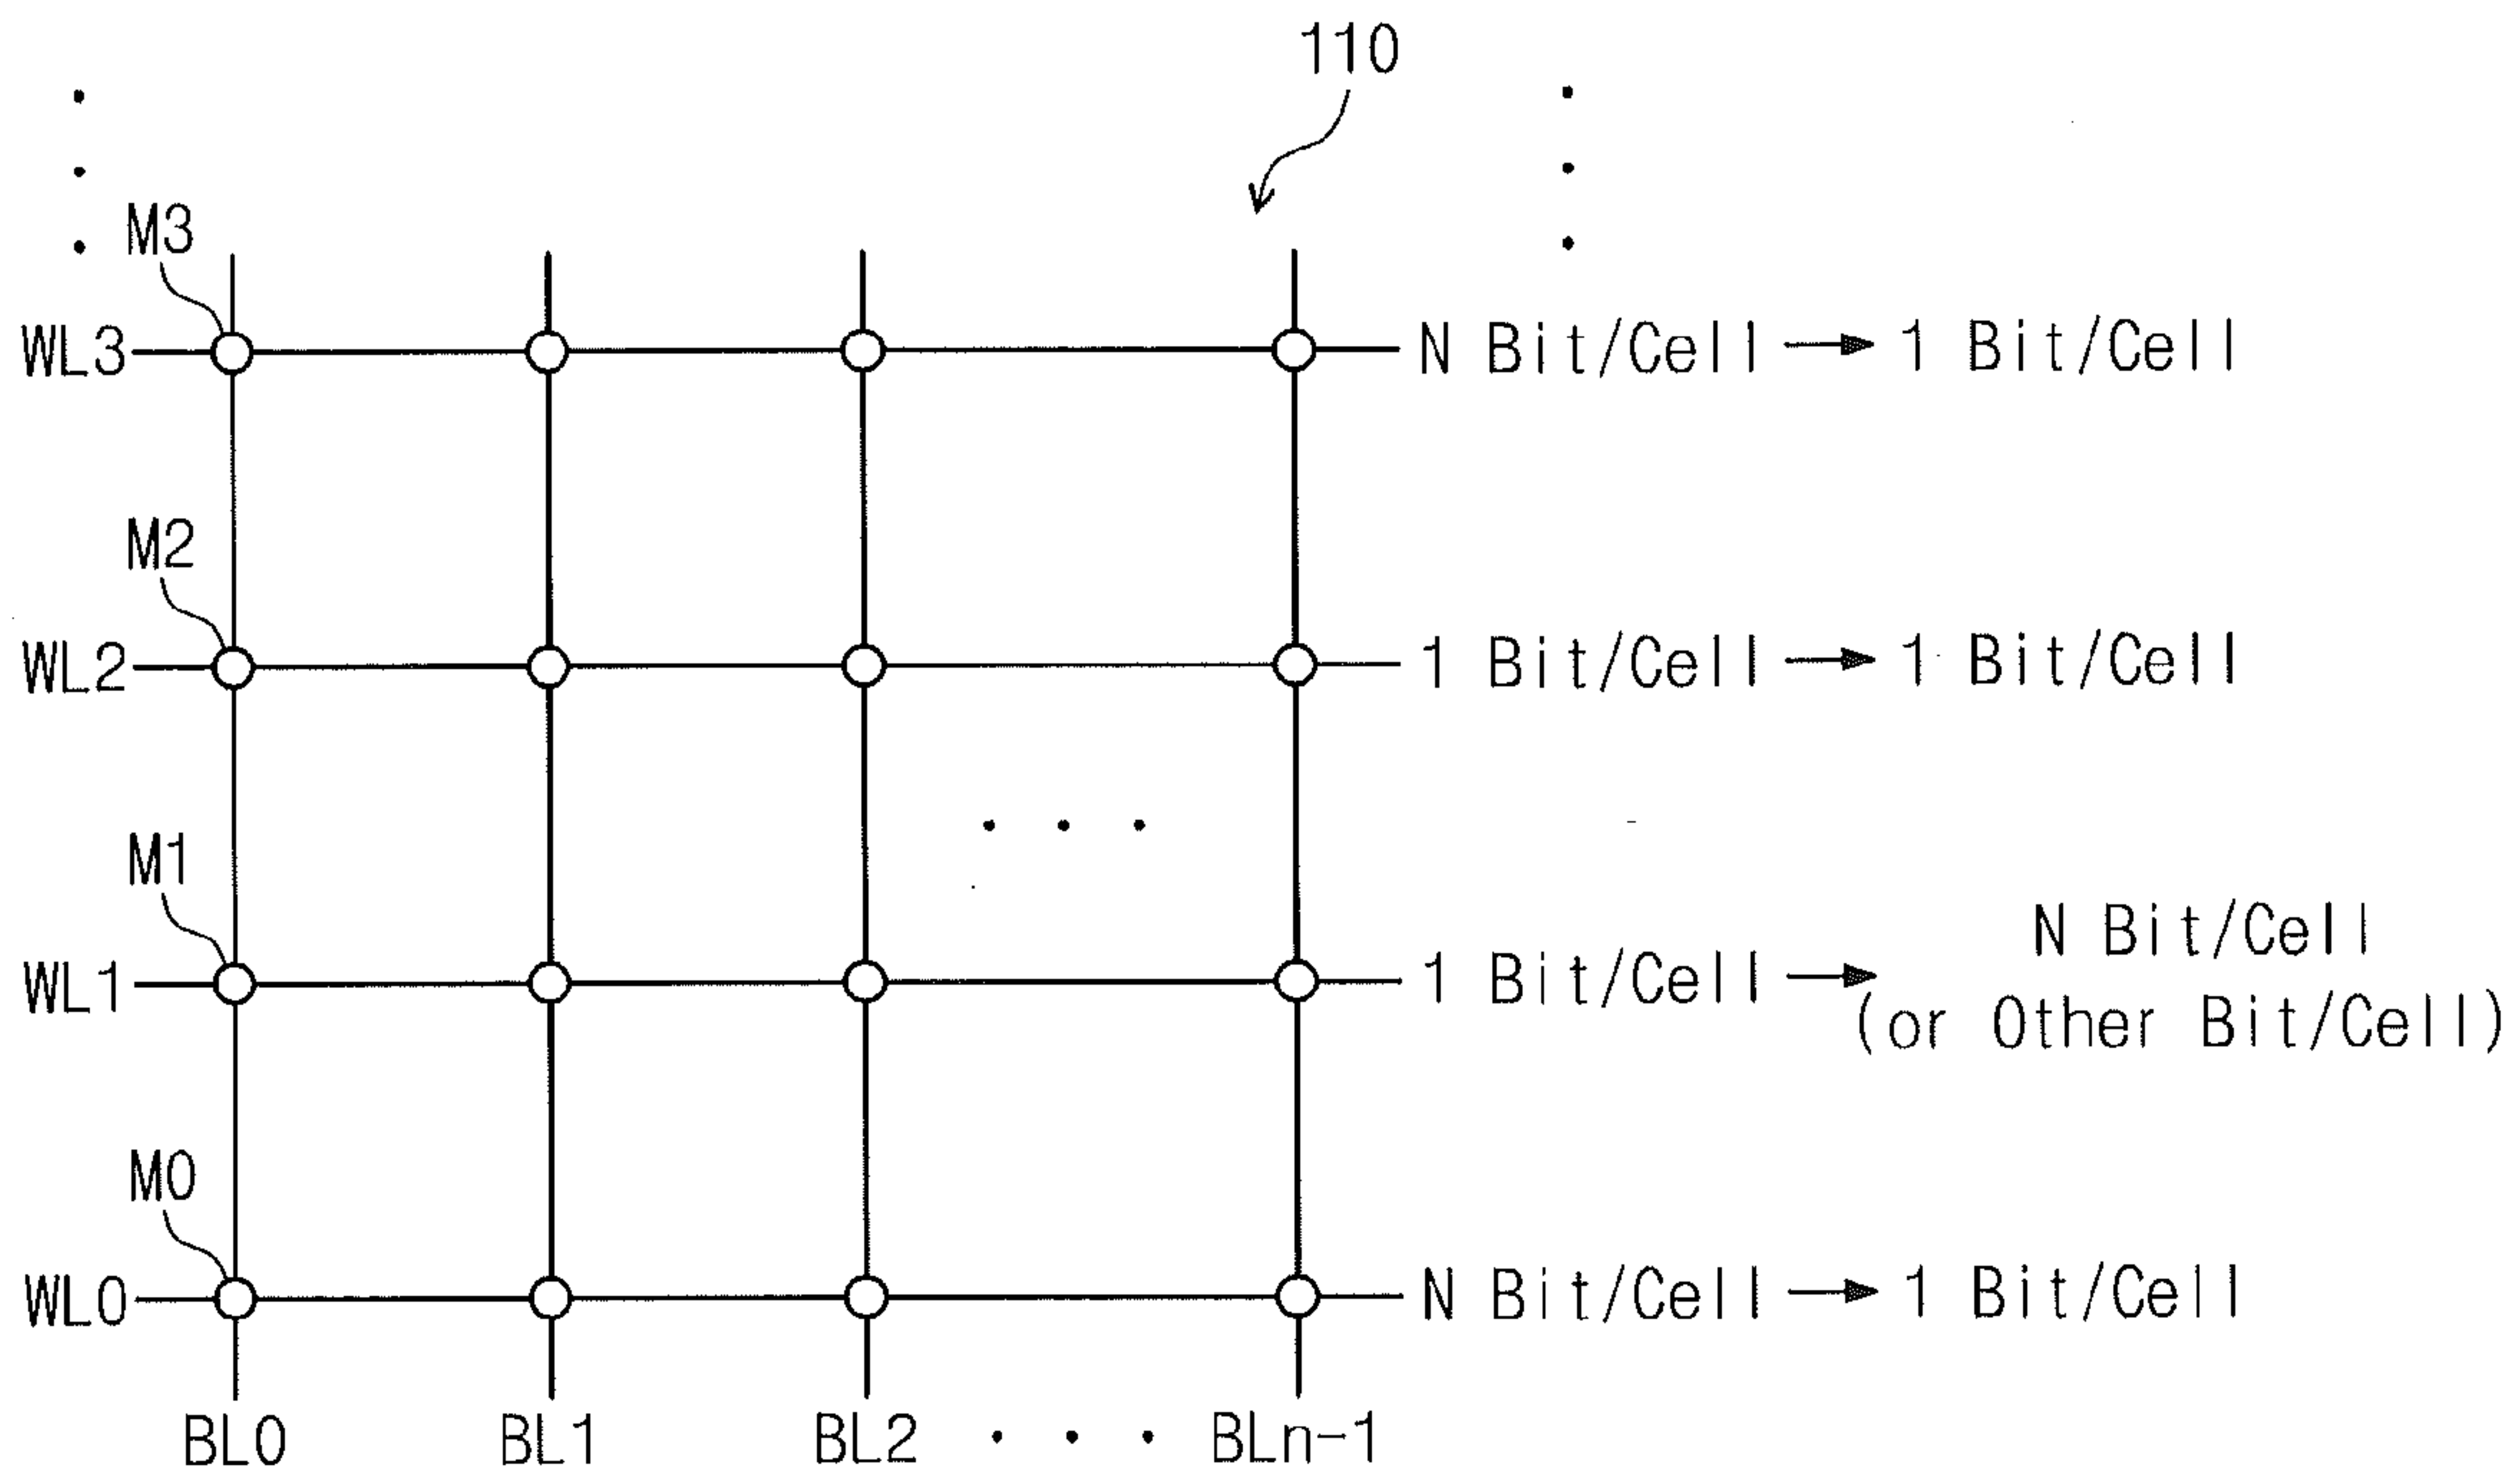 110
M3
WL3 N Bit/Cell → 1 Bit/Cell
M2
WL2 1 Bit/Cell → 1 Bit/Cell
M1
N Bit/Cell
WL1 1 Bit/Cell →
(or Other Bit/Cell)
M0
WL0 N Bit/Cell → 1 Bit/Cell
BL0 BL1 BL2 · · · BLn-1